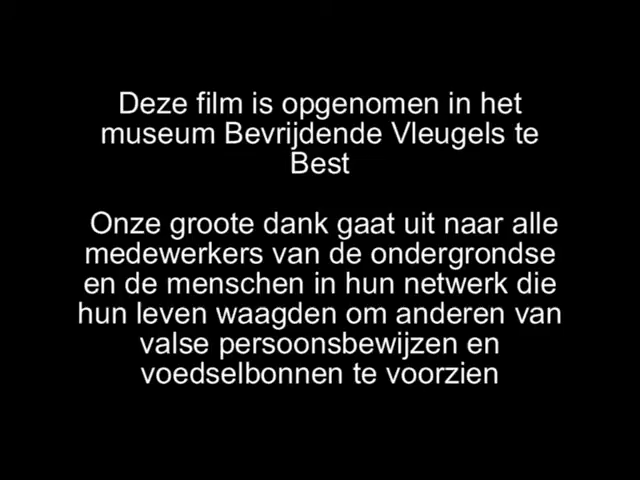 Deze film is opgenomen in het
museum Bevrijdende Vleugels te
Best
Onze groote dank gaat uit naar alle
medewerkers van de ondergrondse
en de menschen in hun netwerk die
hun leven waagden om anderen van
valse persoonsbewijzen en
voedselbonnen te voorzien